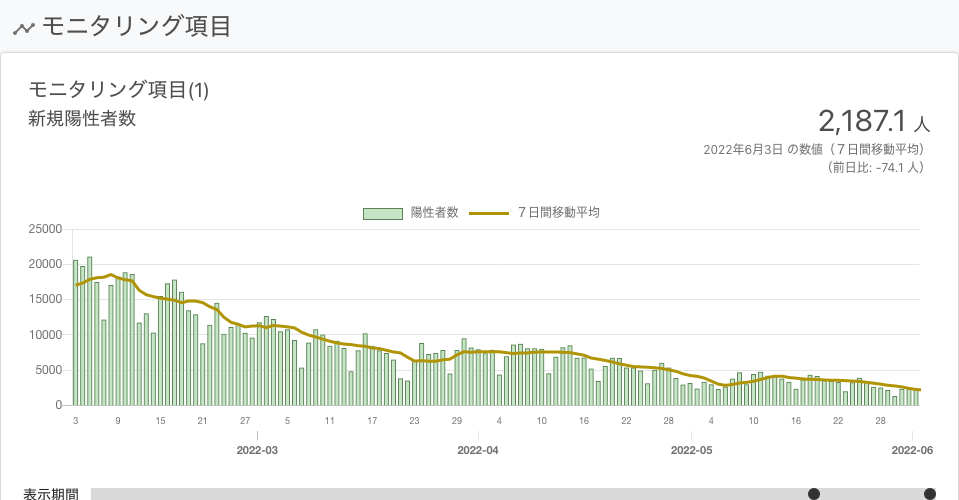 モニタリング項目
モニタリング項目(1)
新規陽性者数
2,187.1 人
2022年6月3日 の数値（７日間移動平均）
（前日比: -74.1 人）
陽性者数 ７日間移動平均
25000
20000
15000
10000
5000
0
3 9 15 21 27 5 11 17 23 29 4 10 16 22 28 4 10 16 22 28
2022-03 2022-04 2022-05 2022-06
表示期間